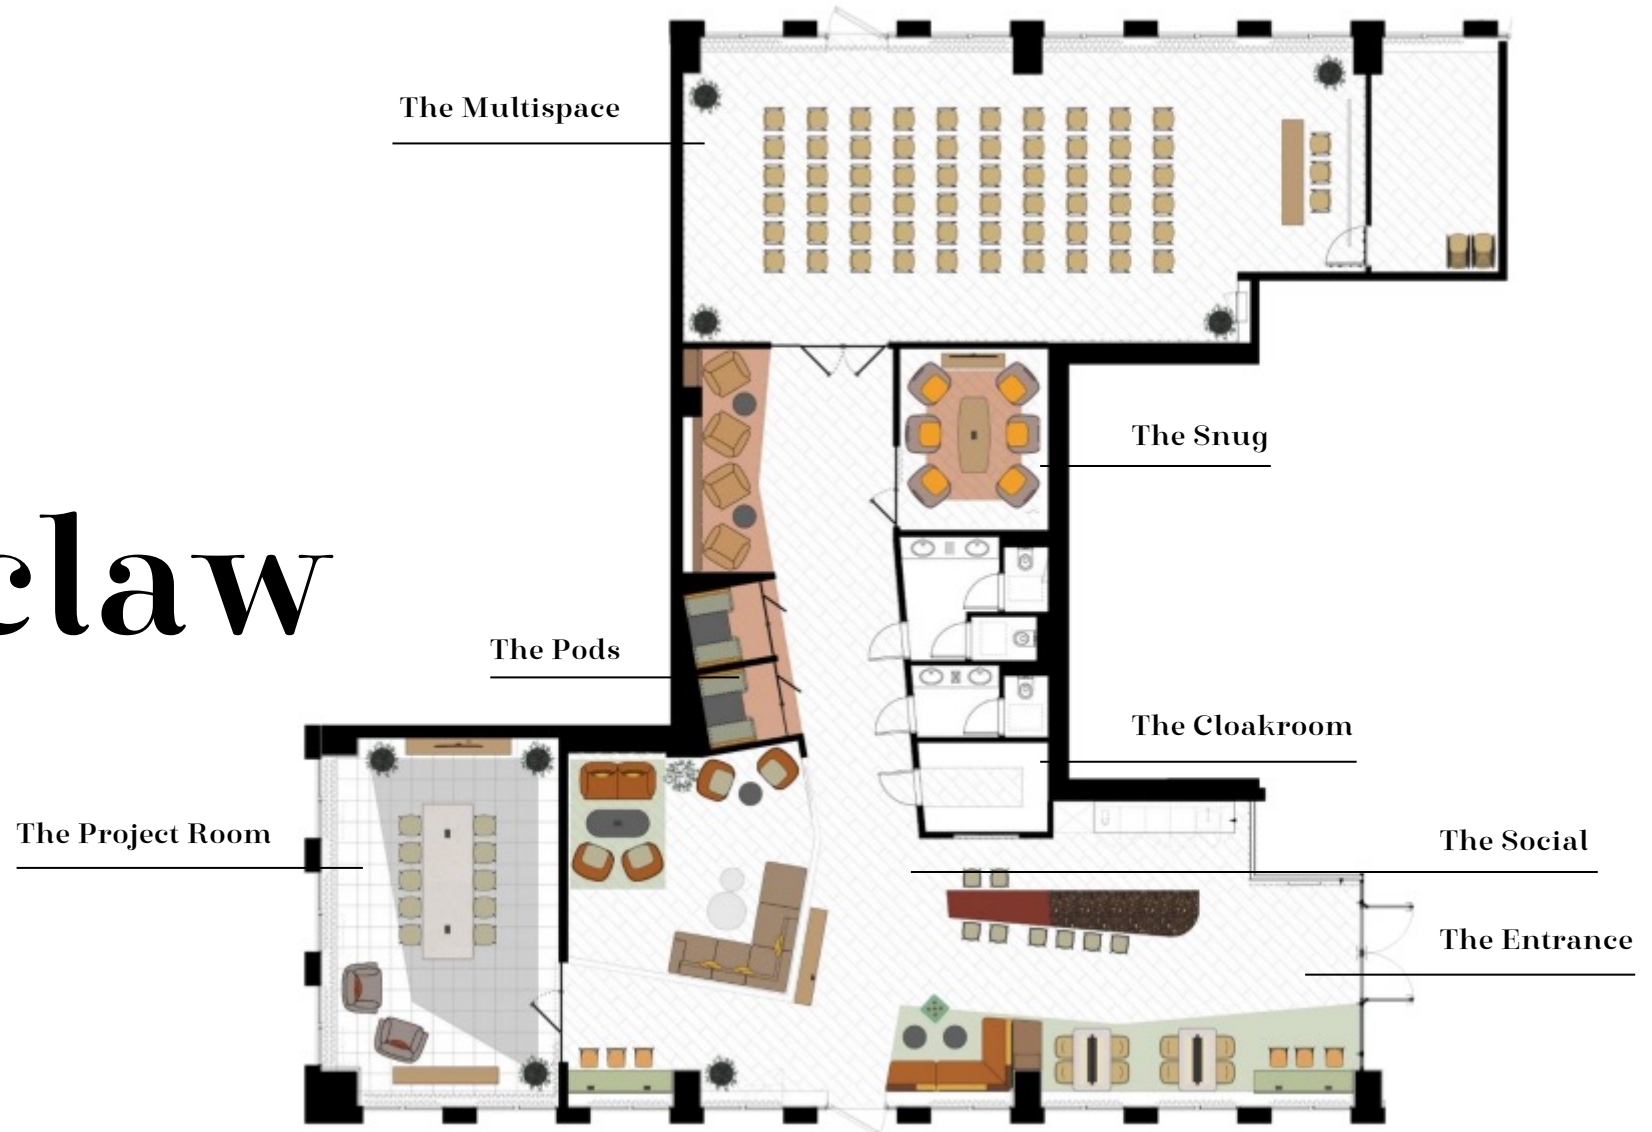 The Multispace
The Snug
claw
The Pods
The Cloakroom
The Project Room
The Social
The Entrance